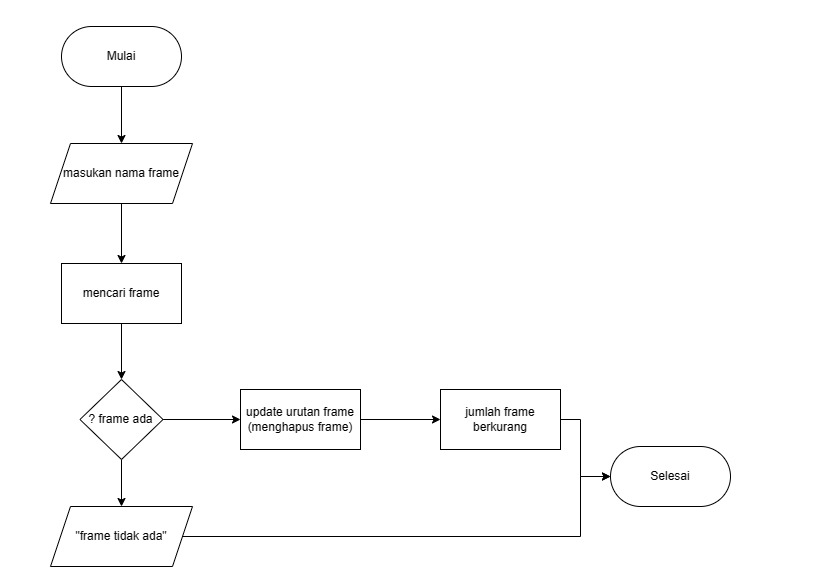 Mulai
masukan nama frame
mencari frame
? frame ada
update urutan frame
(menghapus frame)
jumlah frame
berkurang
Selesai
"frame tidak ada"